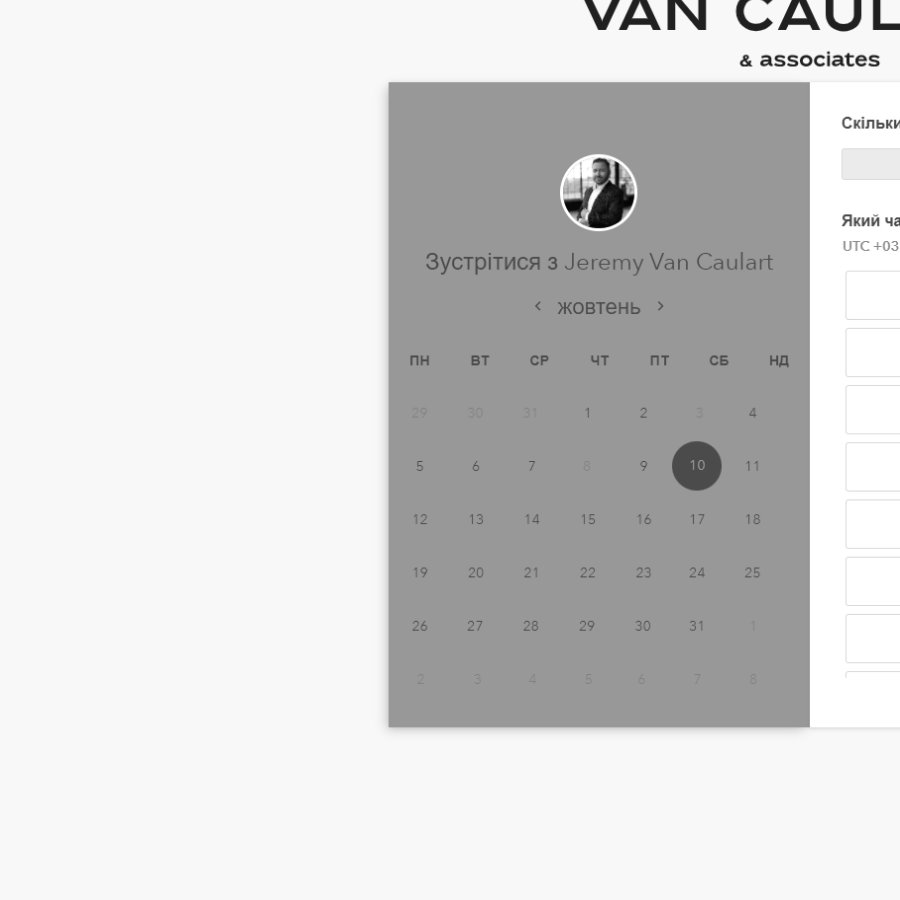 VAN CAUL
& associates
Зустрітися з Jeremy Van Caulart
жовтень
ПН ВТ СР ЧТ ПТ СБ НД
29 30 31 1 2 3 4
5 6 7 8 9 10 11
12 13 14 15 16 17 18
19 20 21 22 23 24 25
26 27 28 29 30 31 1
2 3 4 5 6 7 8
Скільки
Який ча
UTC +03